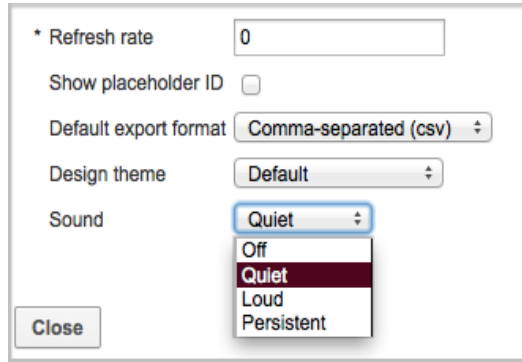 * Refresh rate 0
Show placeholder ID
Default export format Comma-separated (csv)
Design theme Default
Sound Quiet
Off
Quiet
Loud
Persistent
Close